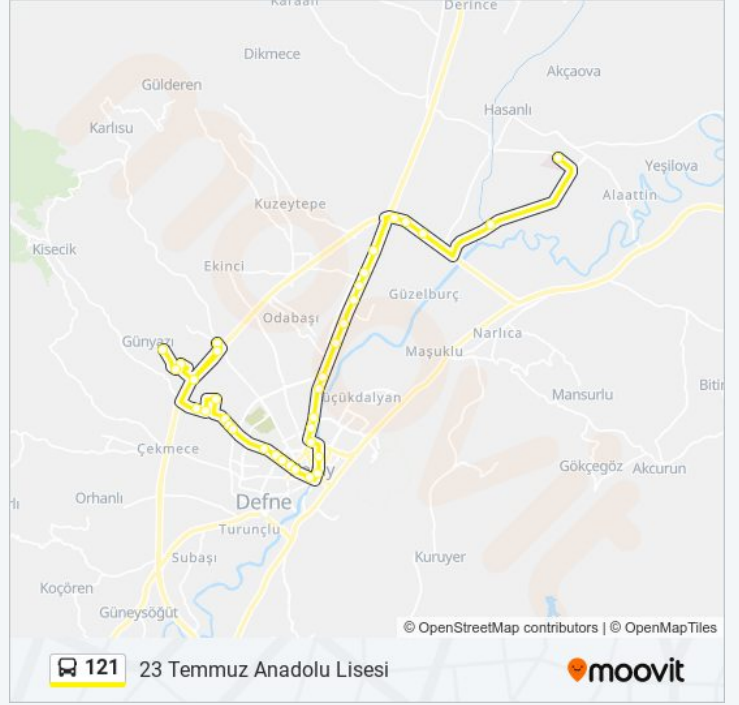 Karaali
Derince
Dikmece
Akçaova
Gülderen
Hasanlı
Karlısu
Yeşilova
Alaattin
Kuzeytepe
Kisecik
Ekinci
Güzelburç
Odabaşı
Narlıca
Günyazı
Maşuklu
üçükdalyan
Mansurlu
Bitir
Çekmece
Gökçegöz
Akcurun
Orhanlı
Defne
Turunçlu
Subaşı
Kuruyer
Koçören
Güneysöğüt
moovit
© OpenStreetMap contributors | © OpenMapTiles
121 23 Temmuz Anadolu Lisesi
moovit